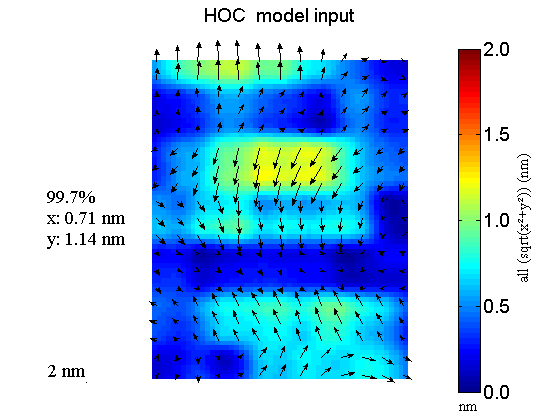 HOC model input
99.7%
x: 0.71 nm
y: 1.14 nm
2 nm
2.0
1.5
1.0
0.5
0.0
nm
all (sqrt(x²+y²)) (nm)